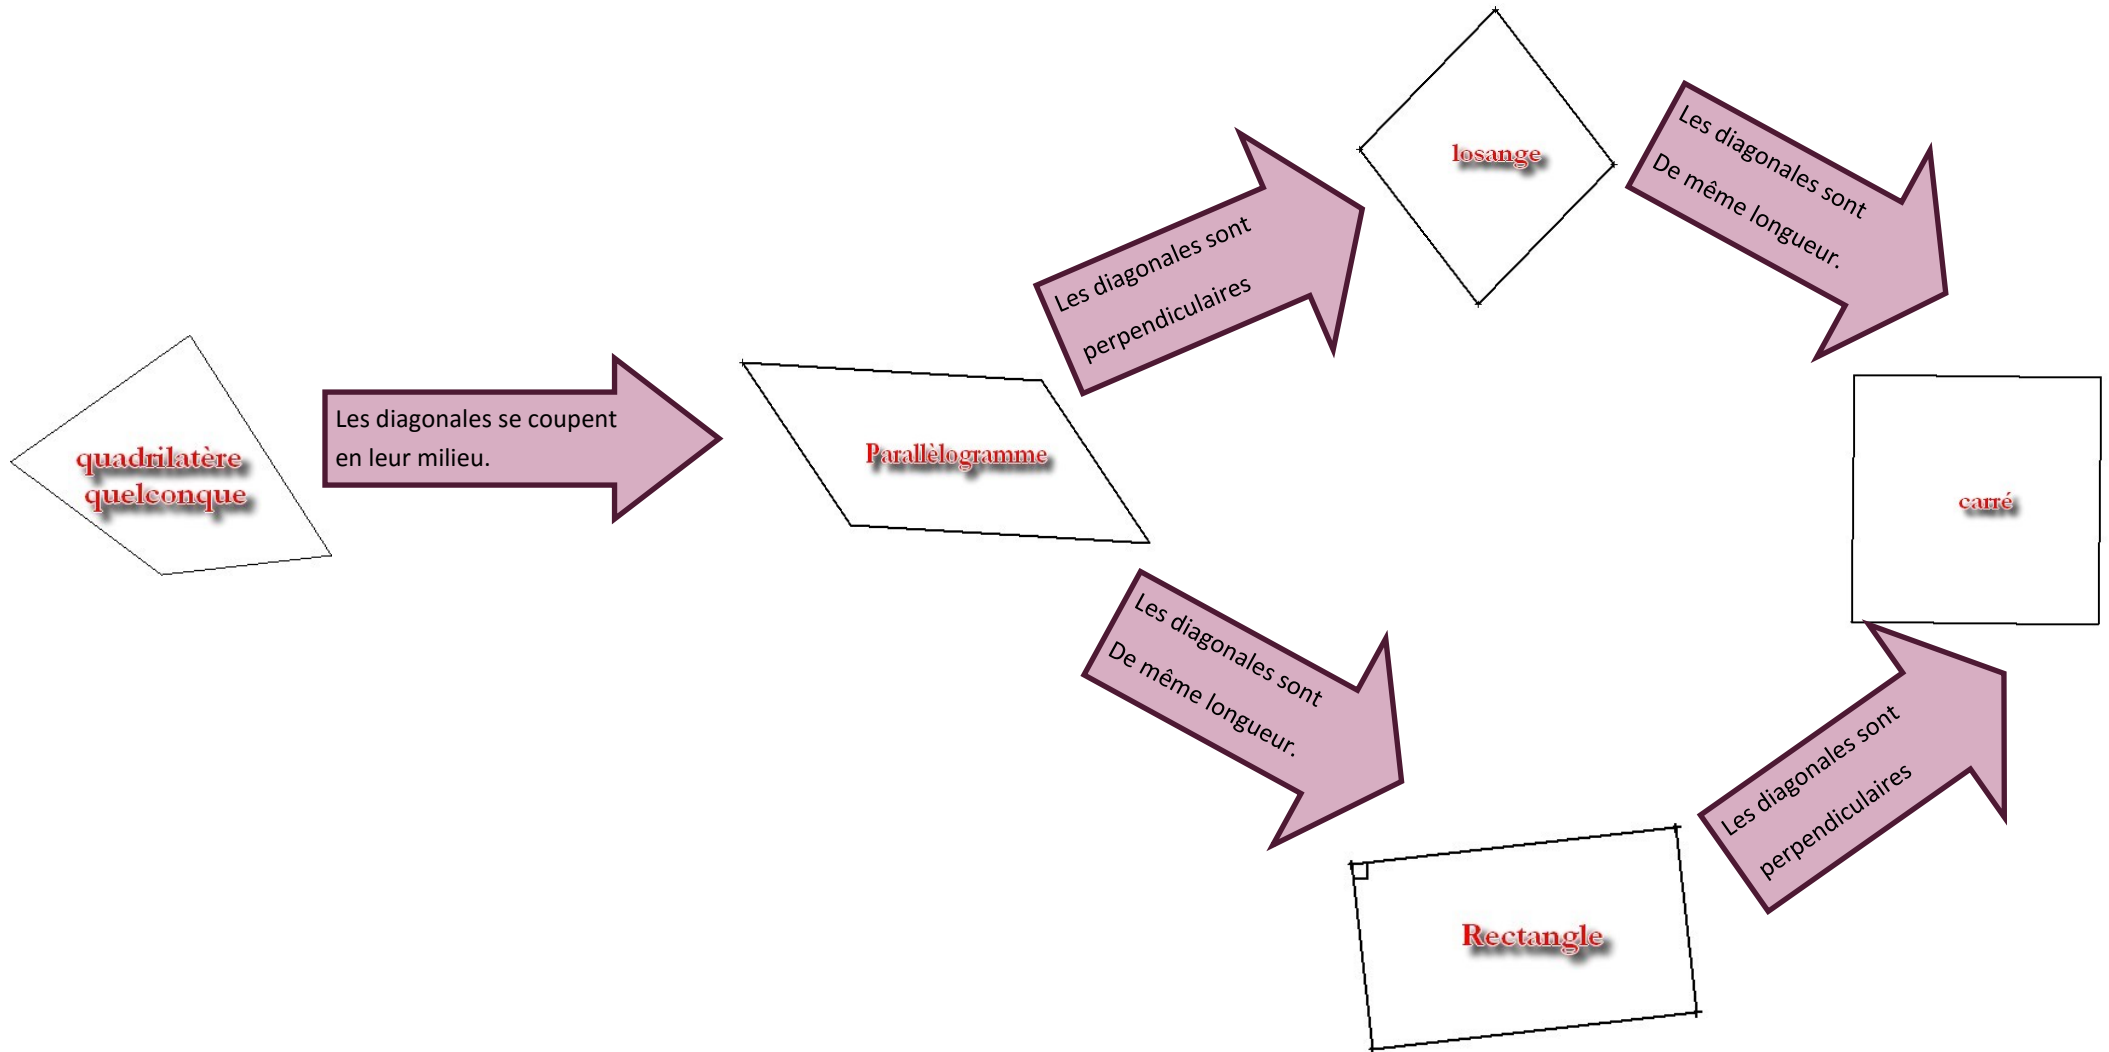 quadrilatère
quelconque
Les diagonales se coupent
en leur milieu.
Parallèlogramme
Les diagonales sont
perpendiculaires
losange
Les diagonales sont
De même longueur.
Les diagonales sont
De même longueur.
Rectangle
Les diagonales sont
perpendiculaires
carré